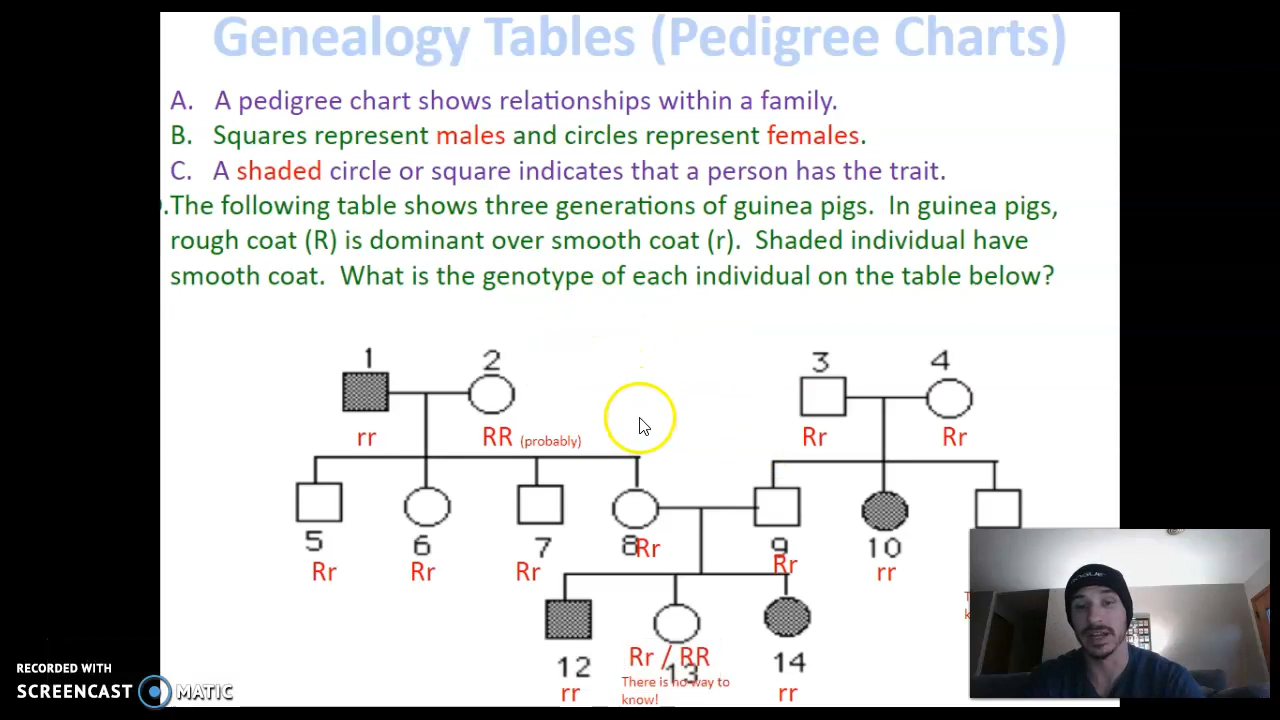 Genealogy Tables (Pedigree Charts)
A. A pedigree chart shows relationships within a family.
B. Squares represent males and circles represent females.
C. A shaded circle or square indicates that a person has the trait.
.The following table shows three generations of guinea pigs. In guinea pigs,
rough coat (R) is dominant over smooth coat (r). Shaded individual have
smooth coat. What is the genotype of each individual on the table below?
1 2 3 4
rr RR (probably) Rr Rr
5 6 7 8 9 10
Rr Rr Rr Rr Rr rr
12 13 14
rr Rr / RR rr
There is no way to
know!
RECORDED WITH
SCREENCAST MATIC